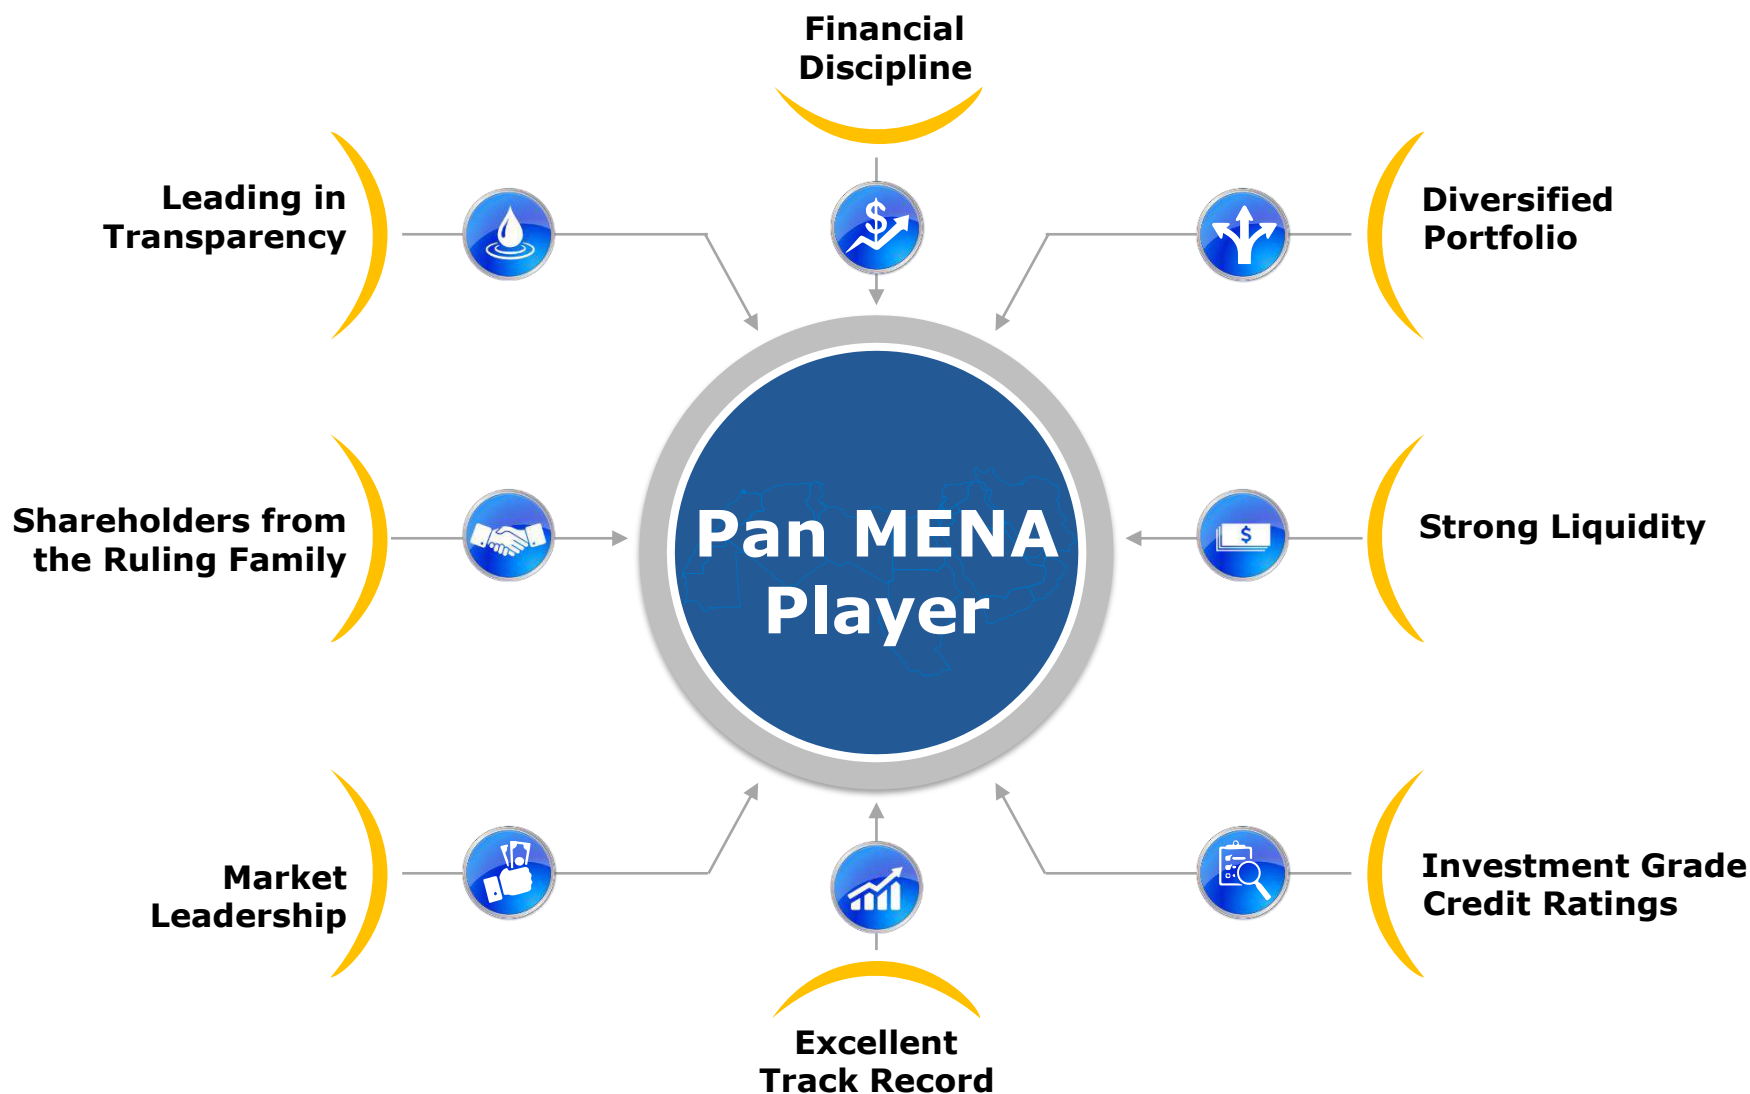 Financial
Discipline
Leading in
Transparency
Diversified
Portfolio
Shareholders from
the Ruling Family
Pan MENA
Player
Strong Liquidity
Market
Leadership
Investment Grade
Credit Ratings
Excellent
Track Record